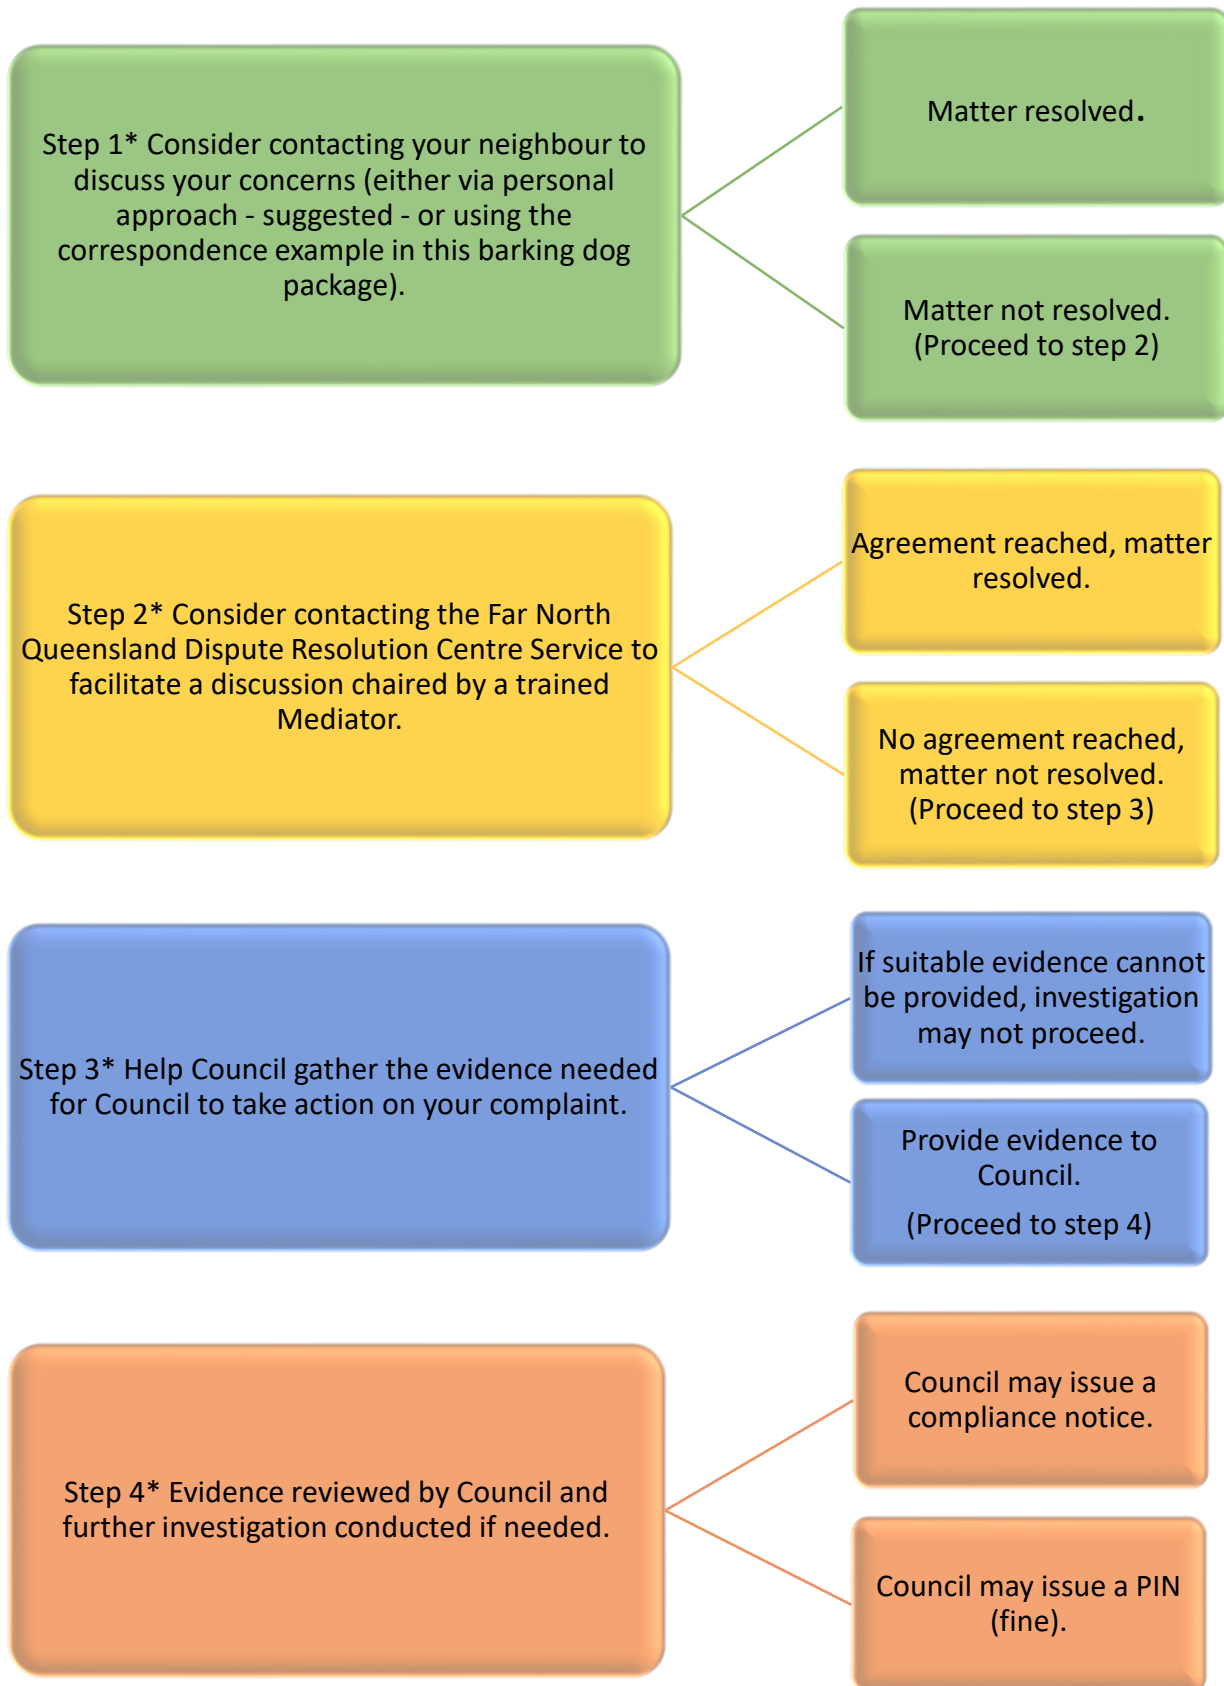 Step 1* Consider contacting your neighbour to
discuss your concerns (either via personal
approach - suggested - or using the
correspondence example in this barking dog
package).
Matter resolved.
Matter not resolved.
(Proceed to step 2)
Step 2* Consider contacting the Far North
Queensland Dispute Resolution Centre Service to
facilitate a discussion chaired by a trained
Mediator.
Agreement reached, matter
resolved.
No agreement reached,
matter not resolved.
(Proceed to step 3)
Step 3* Help Council gather the evidence needed
for Council to take action on your complaint.
If suitable evidence cannot
be provided, investigation
may not proceed.
Provide evidence to
Council.
(Proceed to step 4)
Step 4* Evidence reviewed by Council and
further investigation conducted if needed.
Council may issue a
compliance notice.
Council may issue a PIN
(fine).